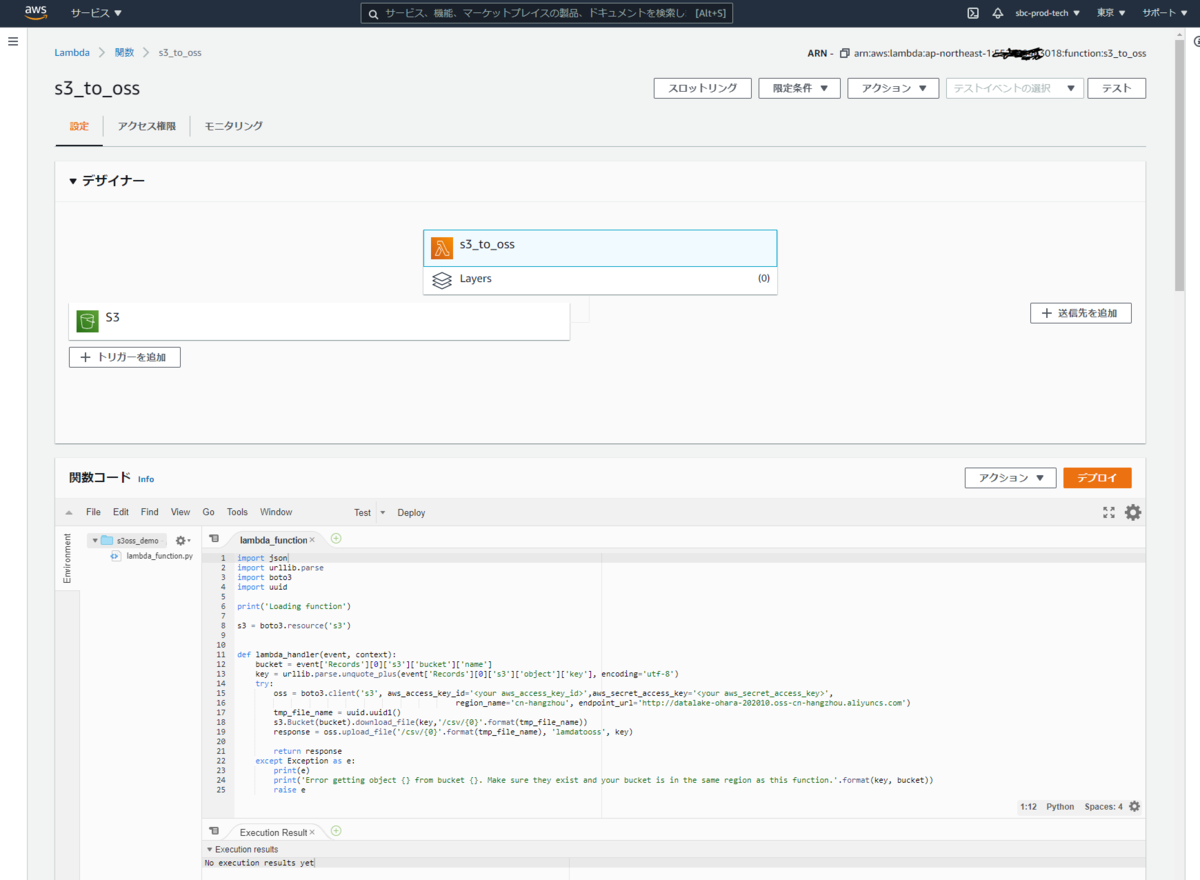 aws サービス ▼ サービス、機能、マーケットプレイスの製品、ドキュメントを検索し [Alt+S] sbc-prod-tech ▼ 東京 ▼ サポート ▼
Lambda > 関数 > s3_to_oss
ARN - arn:aws:lambda:ap-northeast-1: 3018:function:s3_to_oss
s3_to_oss
スロットリング 限定条件 ▼ アクション ▼ テストイベントの選択 ▼ テスト
設定 アクセス権限 モニタリング
▼ デザイナー
s3_to_oss
Layers (0)
S3
+ 送信先を追加
+ トリガーを追加
関数コード Info
アクション ▼ デプロイ
File Edit Find View Go Tools Window Test Deploy
Environment
s3oss_demo
lambda_function.py
lambda_function ×
1 import json
2 import urllib.parse
3 import boto3
4 import uuid
5
6 print('Loading function')
7
8 s3 = boto3.resource('s3')
9
10
11 def lambda_handler(event, context):
12     bucket = event['Records'][0]['s3']['bucket']['name']
13     key = urllib.parse.unquote_plus(event['Records'][0]['s3']['object']['key'], encoding='utf-8')
14     try:
15         oss = boto3.client('s3', aws_access_key_id='<your aws_access_key_id>',aws_secret_access_key='<your aws_secret_access_key>',
16                                                 region_name='cn-hangzhou', endpoint_url='http://datalake-ohara-202010.oss-cn-hangzhou.aliyuncs.com')
17         tmp_file_name = uuid.uuid1()
18         s3.Bucket(bucket).download_file(key,'/csv/{0}'.format(tmp_file_name))
19         response = oss.upload_file('/csv/{0}'.format(tmp_file_name), 'lamdatooss', key)
20
21         return response
22     except Exception as e:
23         print(e)
24         print('Error getting object {} from bucket {}. Make sure they exist and your bucket is in the same region as this function.'.format(key, bucket))
25         raise e
1:12 Python Spaces: 4
Execution Result ×
▼ Execution results
No execution results yet